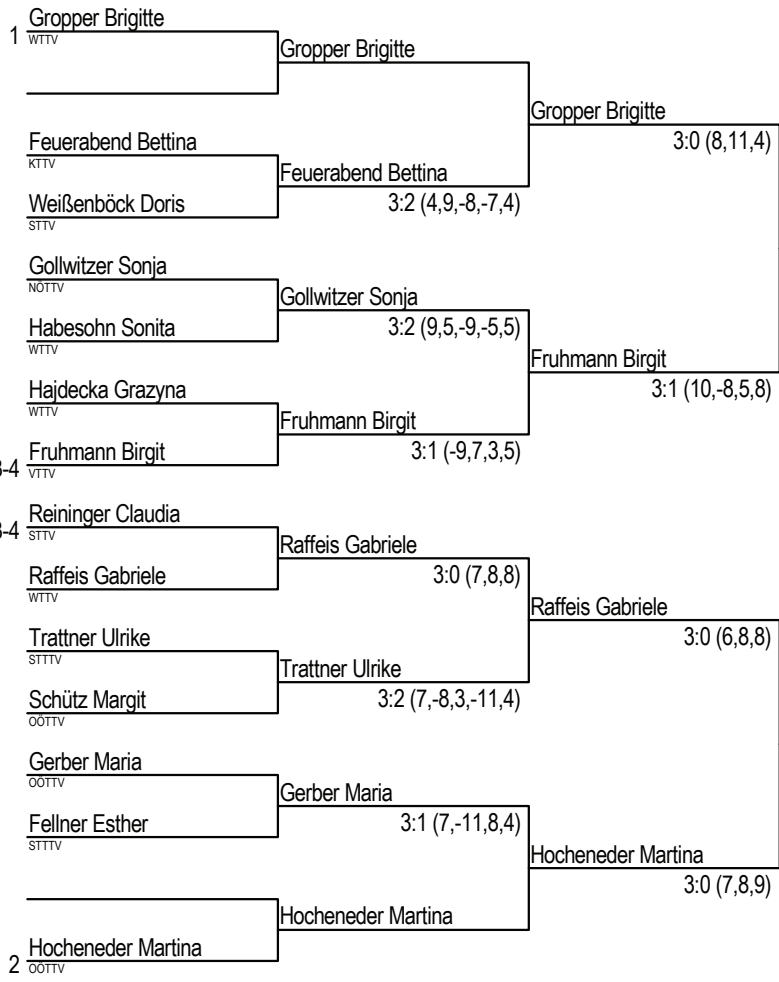 Gropper Brigitte
1 WTTV
Gropper Brigitte
Gropper Brigitte
3:0 (8,11,4)
Feuerabend Bettina
KTTV
Feuerabend Bettina
3:2 (4,9,-8,-7,4)
Weißenböck Doris
STTV
Gollwitzer Sonja
NÖTTV
Gollwitzer Sonja
3:2 (9,5,-9,-5,5)
Habesohn Sonita
WTTV
Fruhmann Birgit
3:1 (10,-8,5,8)
Hajdecka Grazyna
WTTV
Fruhmann Birgit
3:1 (-9,7,3,5)
Fruhmann Birgit
3-4 VTTV
Reininger Claudia
3-4 STTV
Raffeis Gabriele
3:0 (7,8,8)
Raffeis Gabriele
WTTV
Raffeis Gabriele
3:0 (6,8,8)
Trattner Ulrike
STTTV
Trattner Ulrike
3:2 (7,-8,3,-11,4)
Schütz Margit
OÖTTV
Gerber Maria
OÖTTV
Gerber Maria
3:1 (7,-11,8,4)
Fellner Esther
STTTV
Hocheneder Martina
3:0 (7,8,9)
Hocheneder Martina
Hocheneder Martina
2 OÖTTV